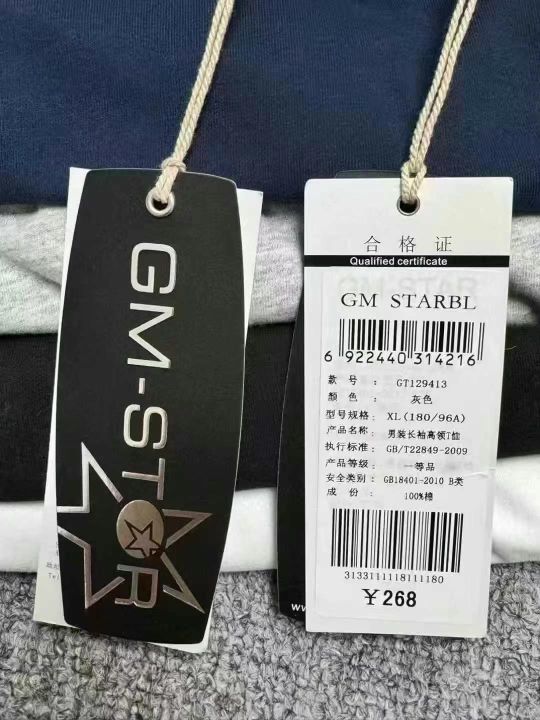 GM-STAR
合格证
Qualified certificate
GM STARBL
6 922440 314216
款号: GT129413
颜色: 灰色
型号规格: XL(180/96A)
产品名称: 男装长袖高领T恤
执行标准: GB/T22849-2009
产品等级: 一等品
安全类别: GB18401-2010 B类
成份: 100%棉
3133111118111180
¥268